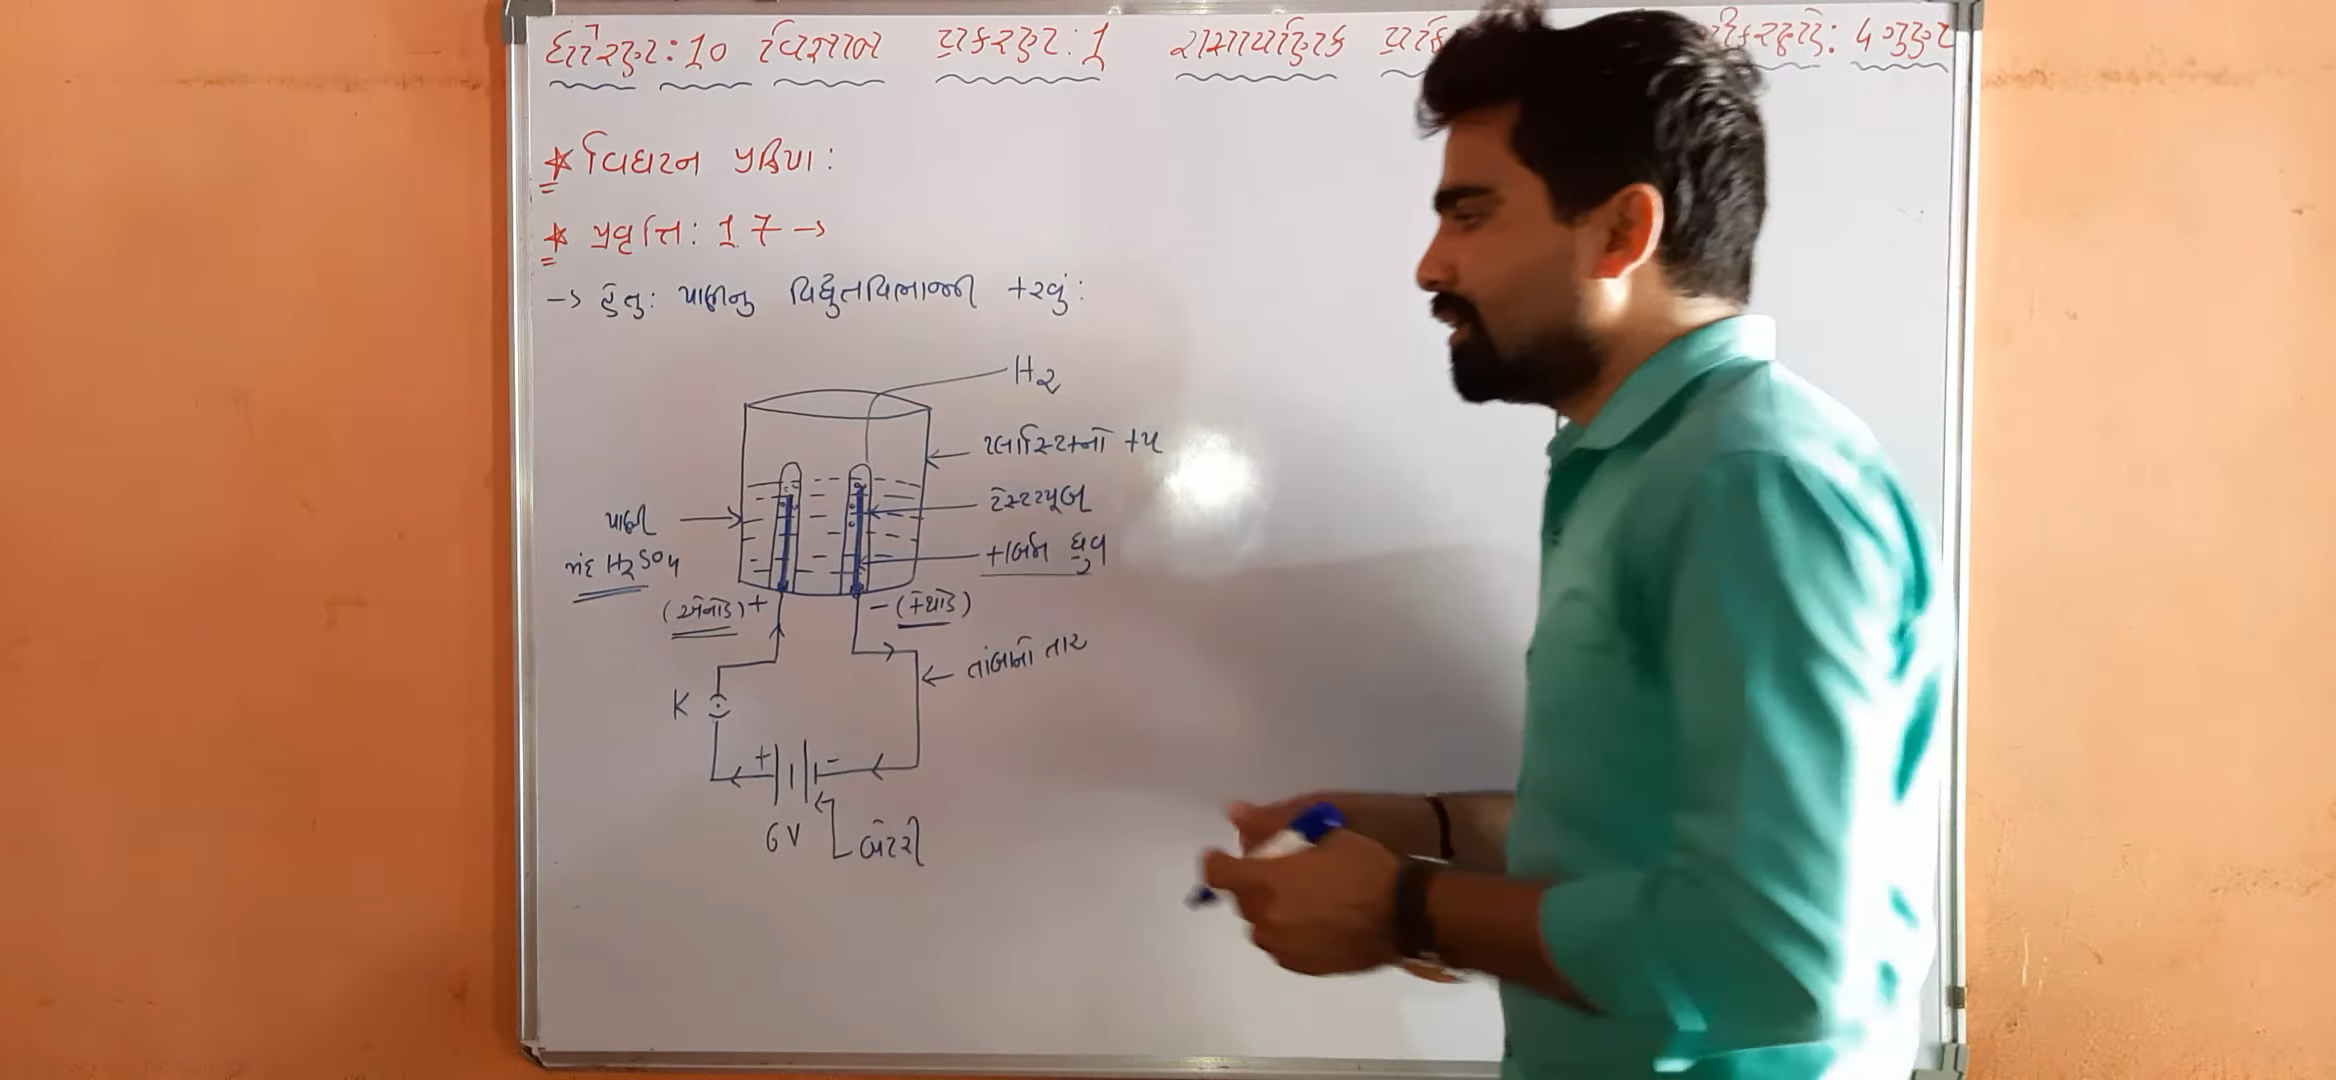 ધોરણ: 10 વિજ્ઞાન પ્રકરણ: 1 રાસાયણિક
* વિઘટન પ્રક્રિયા:
* પ્રવૃત્તિ: 1 7 →
→ હેતુ: પાણીનુ વિદ્યુતવિભાજન કરવું:
H2
પ્લાસ્ટિકનો કપ
ટેસ્ટટ્યૂબ
પાણી
કાર્બન ધ્રુવ
મંદ H2SO4
(એનોડ) +
- (કેથોડ)
તાંબાનો તાર
K
+ -
6V
બેટરી